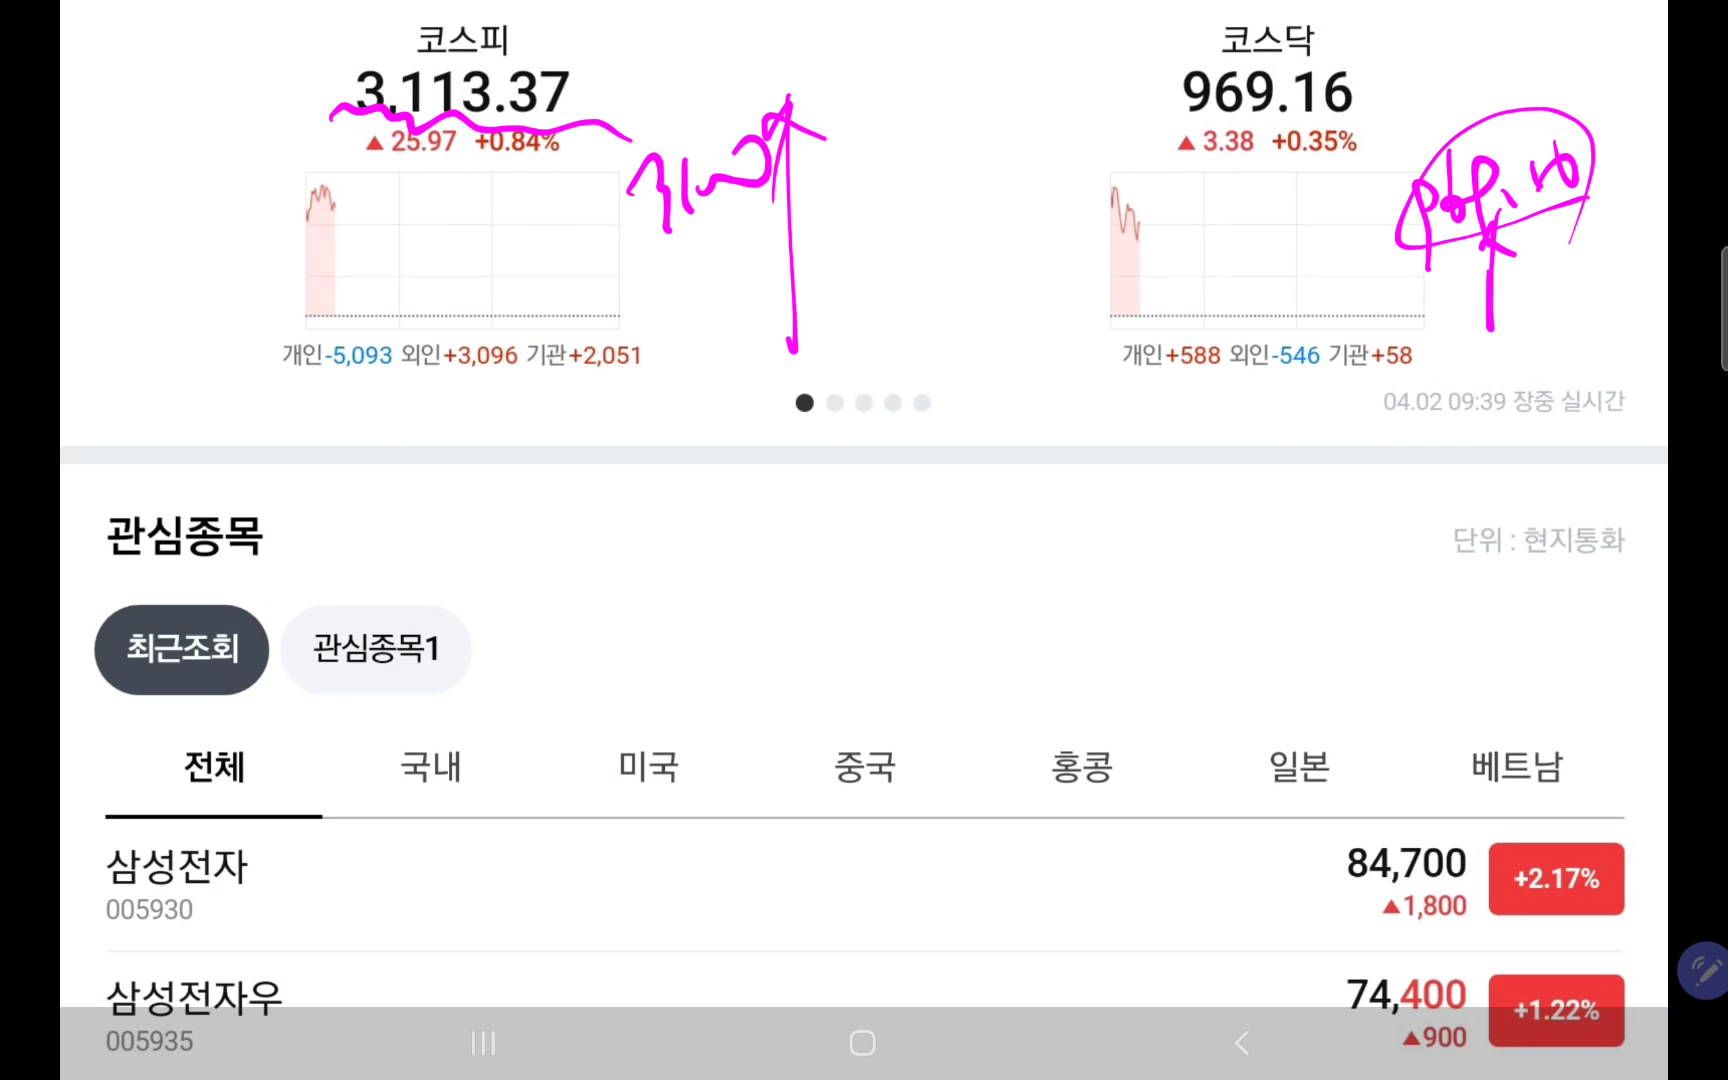 코스피
3,113.37
▲ 25.97 +0.84%
개인-5,093 외인+3,096 기관+2,051
코스닥
969.16
▲ 3.38 +0.35%
개인+588 외인-546 기관+58
04.02 09:39 장중 실시간
관심종목
단위 : 현지통화
최근조회 관심종목1
전체 국내 미국 중국 홍콩 일본 베트남
삼성전자 84,700 +2.17%
005930 ▲1,800
삼성전자우 74,400 +1.22%
005935 ▲900